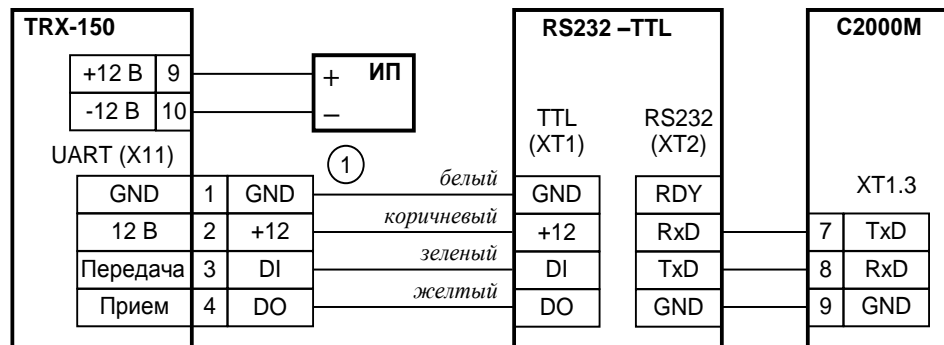 TRX-150
RS232 –TTL
C2000M
+12 В 9
+ ИП
-12 В 10
–
TTL
(XT1)
RS232
(XT2)
UART (X11)
1
XT1.3
GND 1 GND белый GND RDY
12 В 2 +12 коричневый +12 RxD 7 TxD
Передача 3 DI зеленый DI TxD 8 RxD
Прием 4 DO желтый DO GND 9 GND